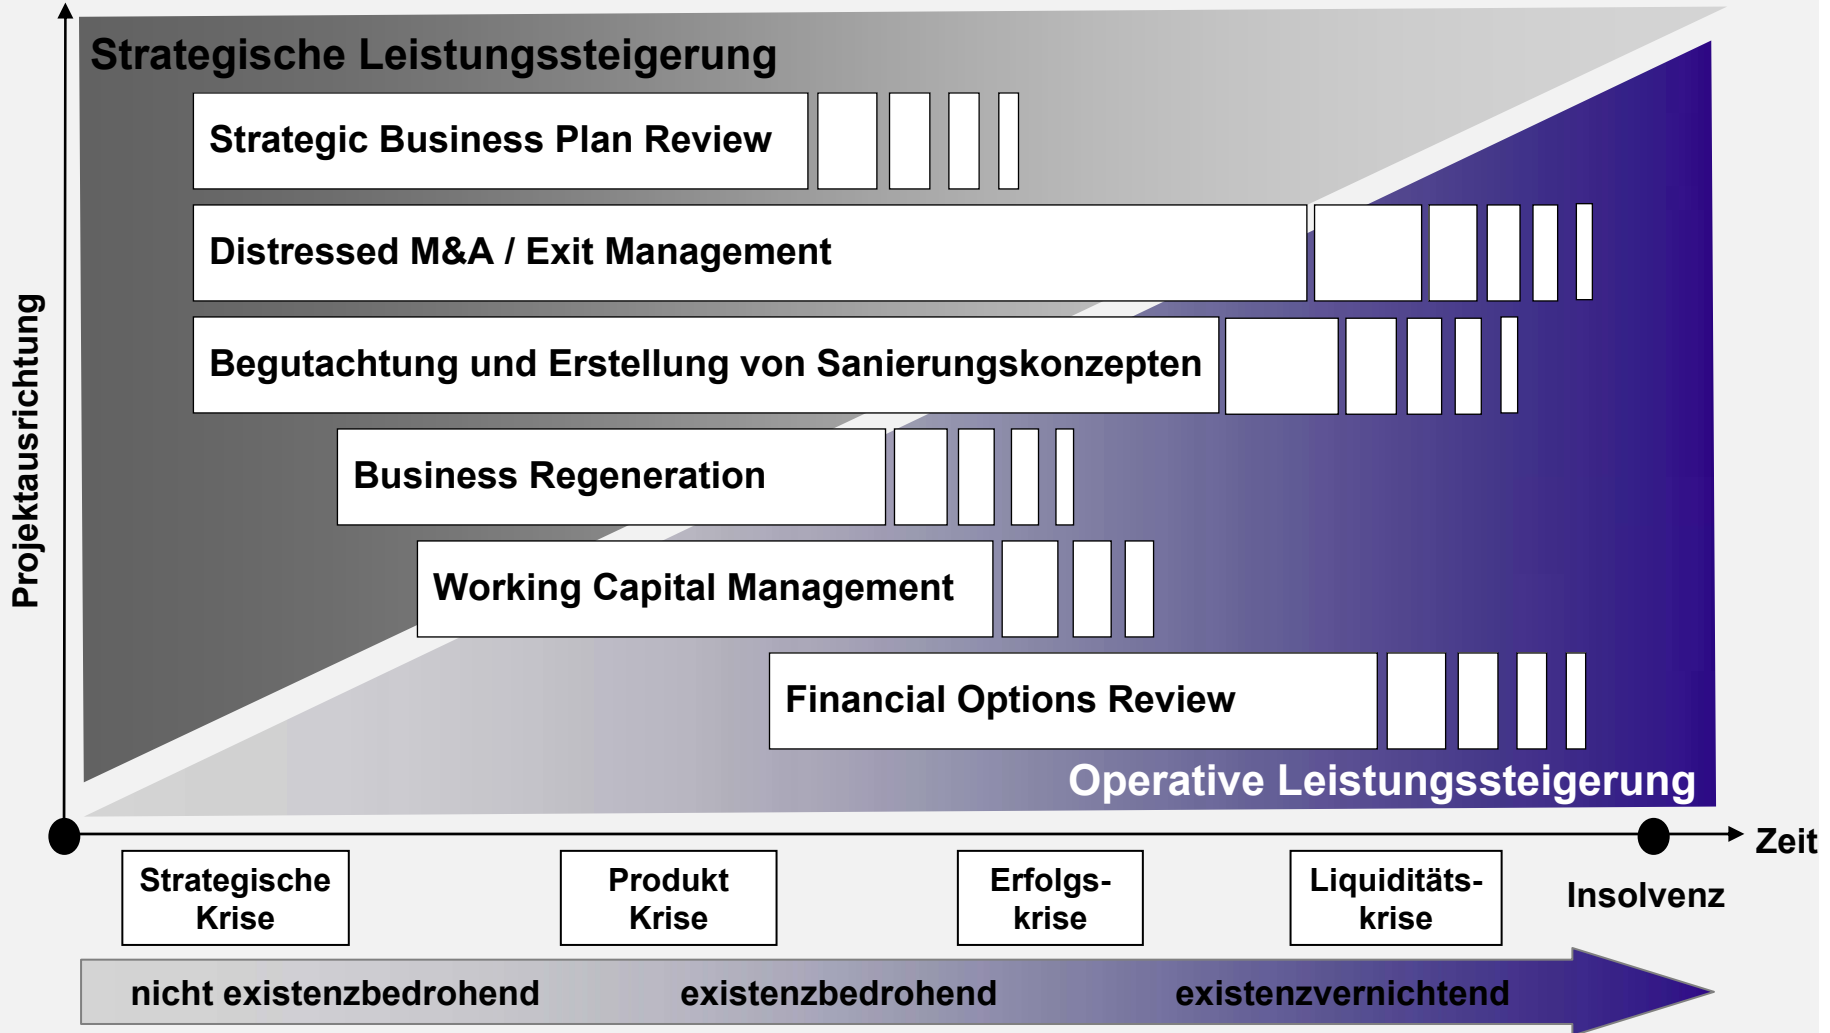 Strategische Leistungssteigerung
Strategic Business Plan Review
Distressed M&A / Exit Management
Begutachtung und Erstellung von Sanierungskonzepten
Business Regeneration
Working Capital Management
Financial Options Review
Operative Leistungssteigerung
Projektausrichtung
Zeit
Strategische
Krise
Produkt
Krise
Erfolgs-
krise
Liquiditäts-
krise
Insolvenz
nicht existenzbedrohend
existenzbedrohend
existenzvernichtend